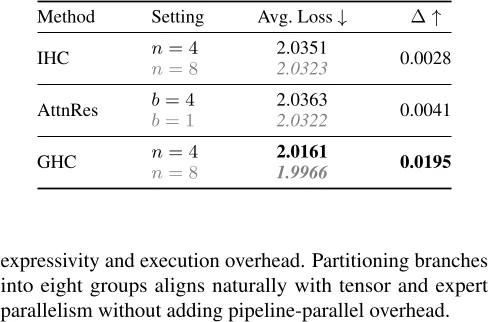 Method Setting Avg. Loss ↓ Δ ↑
IHC n = 4 2.0351 0.0028
n = 8 2.0323
AttnRes b = 4 2.0363 0.0041
b = 1 2.0322
GHC n = 4 2.0161 0.0195
n = 8 1.9966
expressivity and execution overhead. Partitioning branches
into eight groups aligns naturally with tensor and expert
parallelism without adding pipeline-parallel overhead.